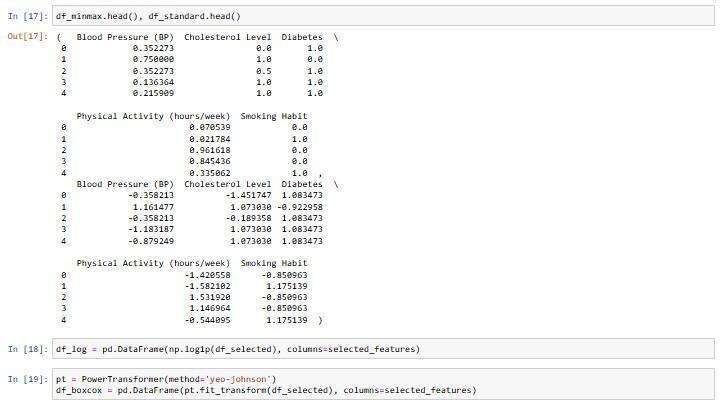 In [17]: df_minmax.head(), df_standard.head()
Out[17]: (   Blood Pressure (BP)  Cholesterol Level  Diabetes  \
0             0.352273                0.0       1.0
1             0.750000                1.0       0.0
2             0.352273                0.5       1.0
3             0.136364                1.0       1.0
4             0.215909                1.0       1.0
Physical Activity (hours/week)  Smoking Habit
0                        0.070539            0.0
1                        0.021784            1.0
2                        0.961618            0.0
3                        0.845436            0.0
4                        0.335062            1.0  ,
Blood Pressure (BP)  Cholesterol Level  Diabetes  \
0            -0.358213          -1.451747  1.083473
1             1.161477           1.073030 -0.922958
2            -0.358213          -0.189358  1.083473
3            -1.183187           1.073030  1.083473
4            -0.879249           1.073030  1.083473
Physical Activity (hours/week)  Smoking Habit
0                       -1.420558      -0.850963
1                       -1.582102       1.175139
2                        1.531920      -0.850963
3                        1.146964      -0.850963
4                       -0.544095       1.175139  )
In [18]: df_log = pd.DataFrame(np.log1p(df_selected), columns=selected_features)
In [19]: pt = PowerTransformer(method='yeo-johnson')
df_boxcox = pd.DataFrame(pt.fit_transform(df_selected), columns=selected_features)